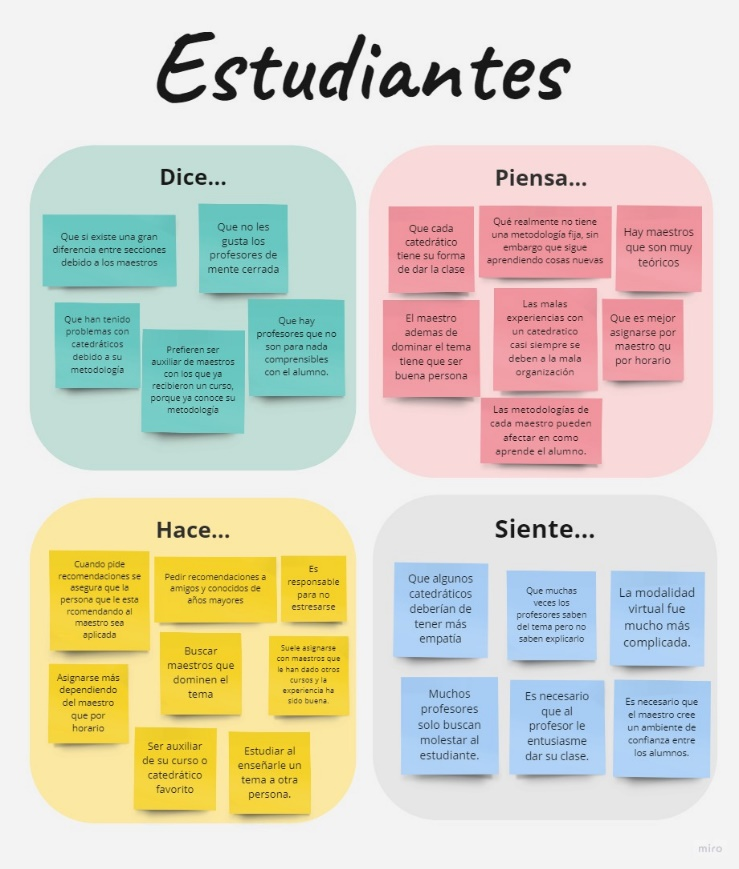 Estudiantes
Dice...
Que si existe una gran
diferencia entre secciones
debido a los maestros
Que no les
gusta los
profesores de
mente cerrada
Que han tenido
problemas con
catedráticos
debido a su
metodología
Prefieren ser
auxiliar de maestros
con los que ya
recibieron un curso,
porque ya conoce su
metodología
Que hay
profesores que no
son para nada
comprensibles
con el alumno.
Piensa...
Que cada
catedrático
tiene su forma
de dar la clase
Qué realmente no tiene
una metodología fija, sin
embargo que sigue
aprendiendo cosas nuevas
Hay maestros
que son muy
teóricos
El maestro
ademas de
dominar el tema
tiene que ser
buena persona
Las malas
experiencias con
un catedratico
casi siempre se
deben a la mala
organización
Que es mejor
asignarse por
maestro qu
por horario
Las metodologías de
cada maestro pueden
afectar en como
aprende el alumno.
Hace...
Cuando pide
recomendaciones se
asegura que la
persona que le esta
rcomendando al
maestro sea
aplicada
Pedir recomendaciones a
amigos y conocidos de
años mayores
Es
responsable
para no
estresarse
Buscar
maestros que
dominen el
tema
Suele asignarse
con maestros que
le han dado otros
cursos y la
experiencia ha
sido buena.
Asignarse más
dependiendo
del maestro
que por
horario
Ser auxiliar
de su curso o
catedrático
favorito
Estudiar al
enseñarle un
tema a otra
persona.
Siente...
Que algunos
catedráticos
deberían de
tener más
empatía
Que muchas
veces los
profesores saben
del tema pero no
saben explicarlo
La modalidad
virtual fue
mucho más
complicada.
Muchos
profesores
solo buscan
molestar al
estudiante.
Es necesario
que al
profesor le
entusiasme
dar su clase.
Es necesario que
el maestro cree
un ambiente de
confianza entre
los alumnos.
miro